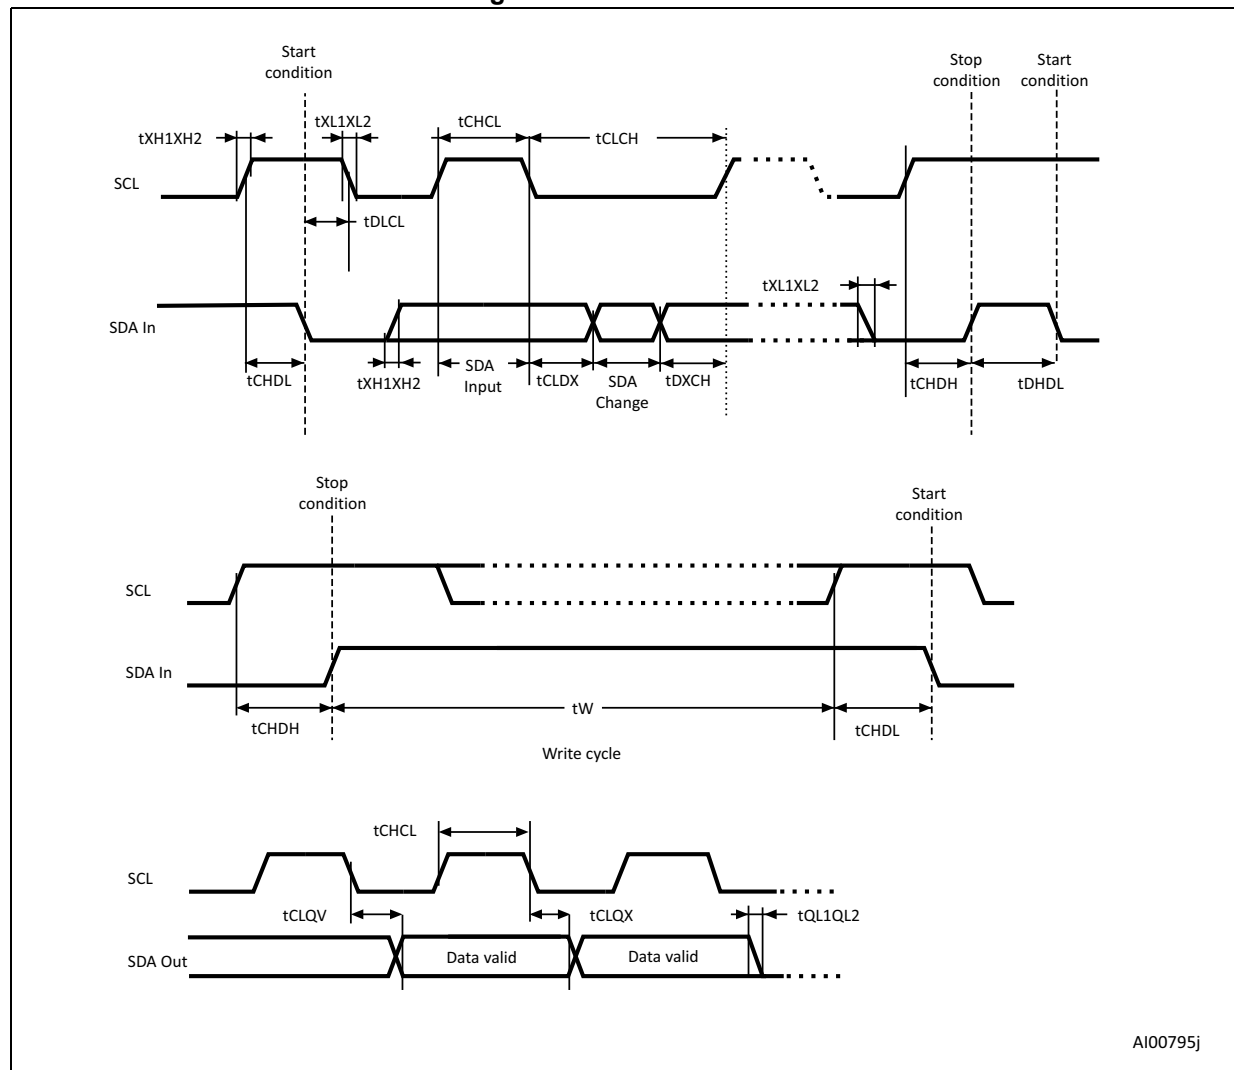 Start
condition
Stop
condition
Start
condition
tXH1XH2
tXL1XL2
tCHCL
tCLCH
SCL
tDLCL
tXL1XL2
SDA In
tCHDL
tXH1XH2
SDA
Input
tCLDX
SDA
Change
tDXCH
tCHDH
tDHDL
Stop
condition
Start
condition
SCL
SDA In
tCHDH
tW
tCHDL
Write cycle
tCHCL
SCL
tCLQV
tCLQX
tQL1QL2
SDA Out
Data valid
Data valid
AI00795j